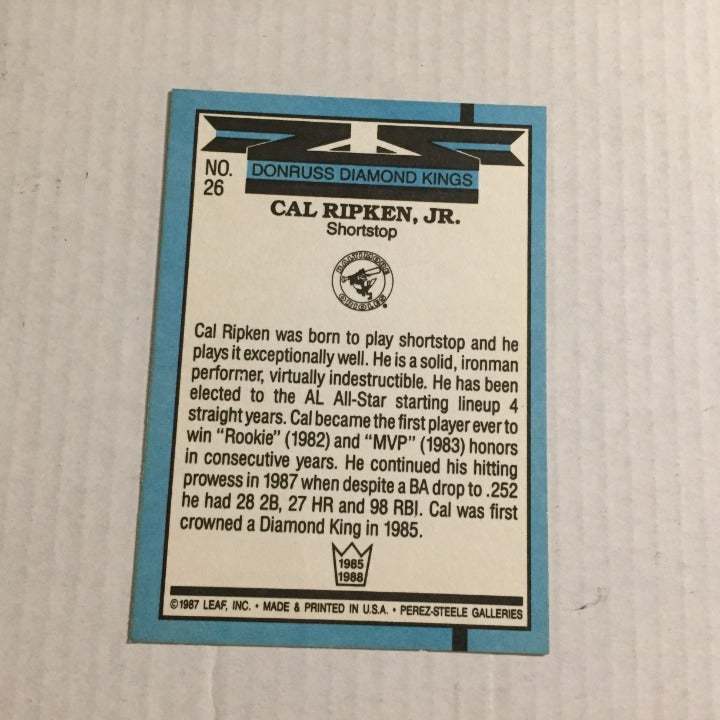 NO.
26
DONRUSS DIAMOND KINGS
CAL RIPKEN, JR.
Shortstop
Cal Ripken was born to play shortstop and he
plays it exceptionally well. He is a solid, ironman
performer, virtually indestructible. He has been
elected to the AL All-Star starting lineup 4
straight years. Cal became the first player ever to
win "Rookie" (1982) and "MVP" (1983) honors
in consecutive years. He continued his hitting
prowess in 1987 when despite a BA drop to .252
he had 28 2B, 27 HR and 98 RBI. Cal was first
crowned a Diamond King in 1985.
1985
1988
©1987 LEAF, INC. • MADE & PRINTED IN U.S.A. • PEREZ-STEELE GALLERIES